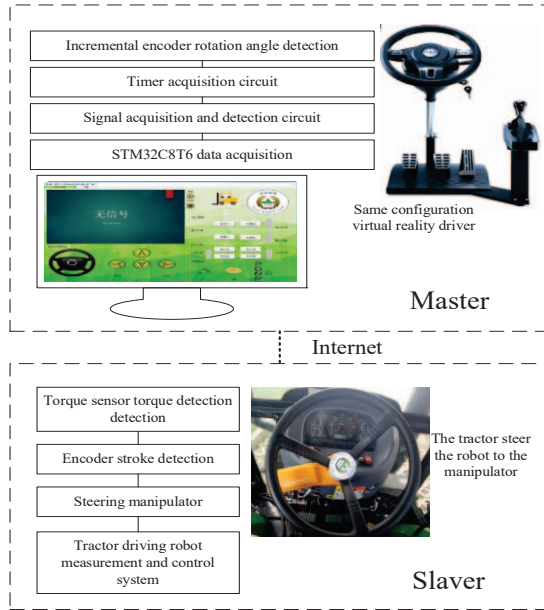 Incremental encoder rotation angle detection
Timer acquisition circuit
Signal acquisition and detection circuit
STM32C8T6 data acquisition
无信号
Same configuration
virtual reality driver
Master
Internet
Torque sensor torque detection
detection
Encoder stroke detection
Steering manipulator
Tractor driving robot
measurement and control
system
The tractor steer
the robot to the
manipulator
Slaver